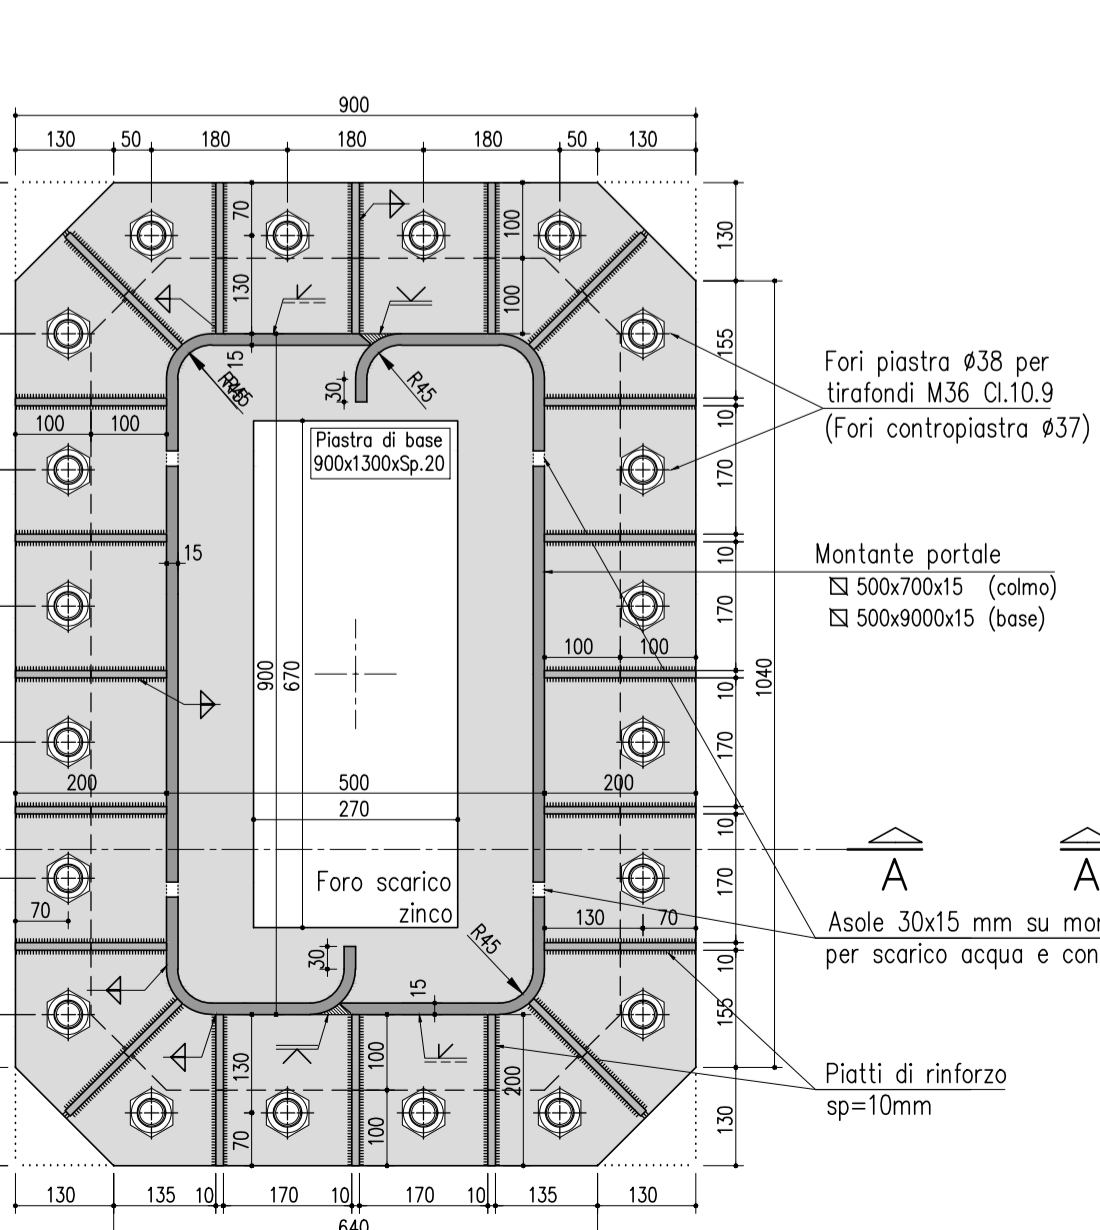 900
130 50 180 180 180 50 130
70 100 130
130 100
15 155
R45 30 R45
100 100 10
Piastra di base
900x1300xSp.20
Fori piastra Ø38 per
tirafondi M36 Cl.10.9
(Fori contropiastra Ø37)
170
15 10
Montante portale
500x700x15 (colmo)
500x9000x15 (base)
170
100 100
900 670 1040
10
170
200 500 200
270 10
A A
Foro scarico
zinco
170
70 130 70
Asole 30x15 mm su
per scarico acqua e
R45
30 10
15 155
130 100 200
Piatti di rinforzo
sp=10mm
70 100 130
130 135 10 170 10 170 10 135 130
640